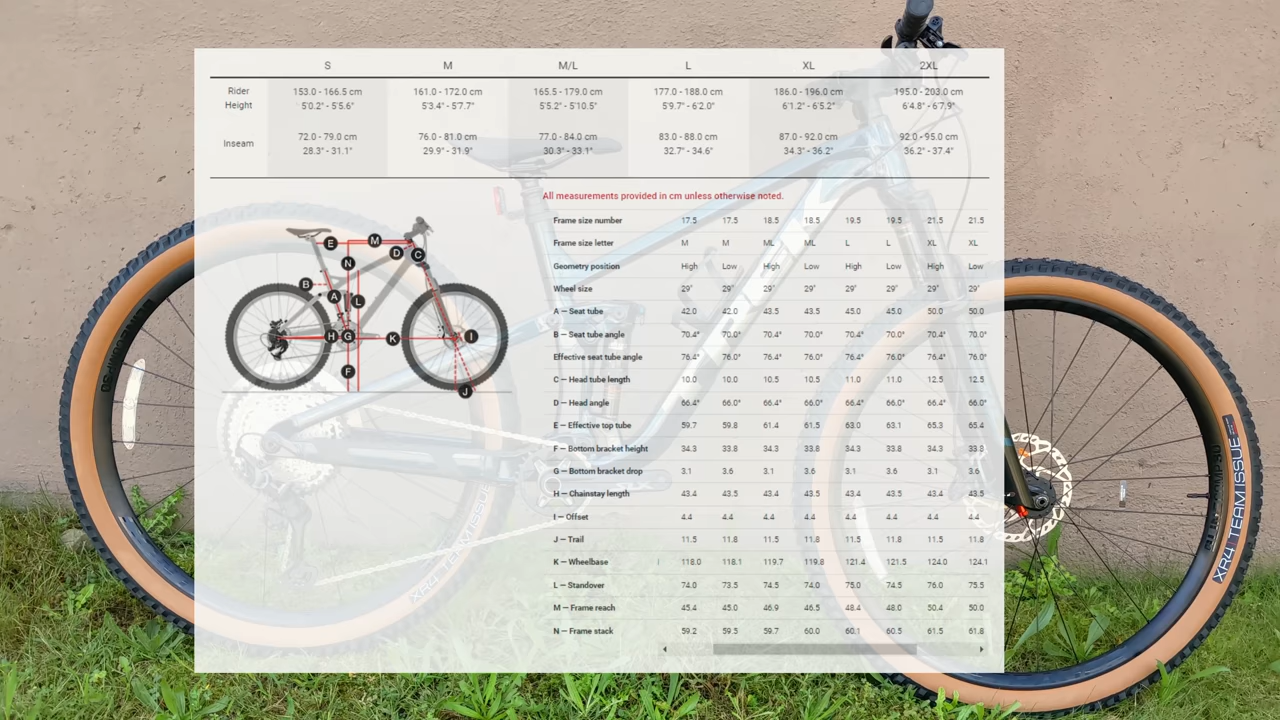 S M M/L L XL 2XL
Rider Height 153.0 - 166.5 cm 161.0 - 172.0 cm 165.5 - 179.0 cm 177.0 - 188.0 cm 186.0 - 196.0 cm 195.0 - 203.0 cm
5'0.2" - 5'5.6" 5'3.4" - 5'7.7" 5'5.2" - 5'10.5" 5'9.7" - 6'2.0" 6'1.2" - 6'5.2" 6'4.8" - 6'7.9"
Inseam 72.0 - 79.0 cm 76.0 - 81.0 cm 77.0 - 84.0 cm 83.0 - 88.0 cm 87.0 - 92.0 cm 92.0 - 95.0 cm
28.3" - 31.1" 29.9" - 31.9" 30.3" - 33.1" 32.7" - 34.6" 34.3" - 36.2" 36.2" - 37.4"
All measurements provided in cm unless otherwise noted.
Frame size number 17.5 17.5 18.5 18.5 19.5 19.5 21.5 21.5
Frame size letter M M ML ML L L XL XL
Geometry position High Low High Low High Low High Low
Wheel size 29" 29" 29" 29" 29" 29" 29" 29"
A — Seat tube 42.0 42.0 43.5 43.5 45.0 45.0 50.0 50.0
B — Seat tube angle 70.4° 70.0° 70.4° 70.0° 70.4° 70.0° 70.4° 70.0°
Effective seat tube angle 76.4° 76.0° 76.4° 76.0° 76.4° 76.0° 76.4° 76.0°
C — Head tube length 10.0 10.0 10.5 10.5 11.0 11.0 12.5 12.5
D — Head angle 66.4° 66.0° 66.4° 66.0° 66.4° 66.0° 66.4° 66.0°
E — Effective top tube 59.7 59.8 61.4 61.5 63.0 63.1 65.3 65.4
F — Bottom bracket height 34.3 33.8 34.3 33.8 34.3 33.8 34.3 33.8
G — Bottom bracket drop 3.1 3.6 3.1 3.6 3.1 3.6 3.1 3.6
H — Chainstay length 43.4 43.5 43.4 43.5 43.4 43.5 43.4 43.5
I — Offset 4.4 4.4 4.4 4.4 4.4 4.4 4.4 4.4
J — Trail 11.5 11.8 11.5 11.8 11.5 11.8 11.5 11.8
K — Wheelbase 118.0 118.1 119.7 119.8 121.4 121.5 124.0 124.1
L — Standover 74.0 73.5 74.5 74.0 75.0 74.5 76.0 75.5
M — Frame reach 45.4 45.0 46.9 46.5 48.4 48.0 50.4 50.0
N — Frame stack 59.2 59.5 59.7 60.0 60.1 60.5 61.5 61.8
E M D C
N
B A L
H G K I
F
J
XR4 TEAM ISSUE
XR4 TEAM ISSUE